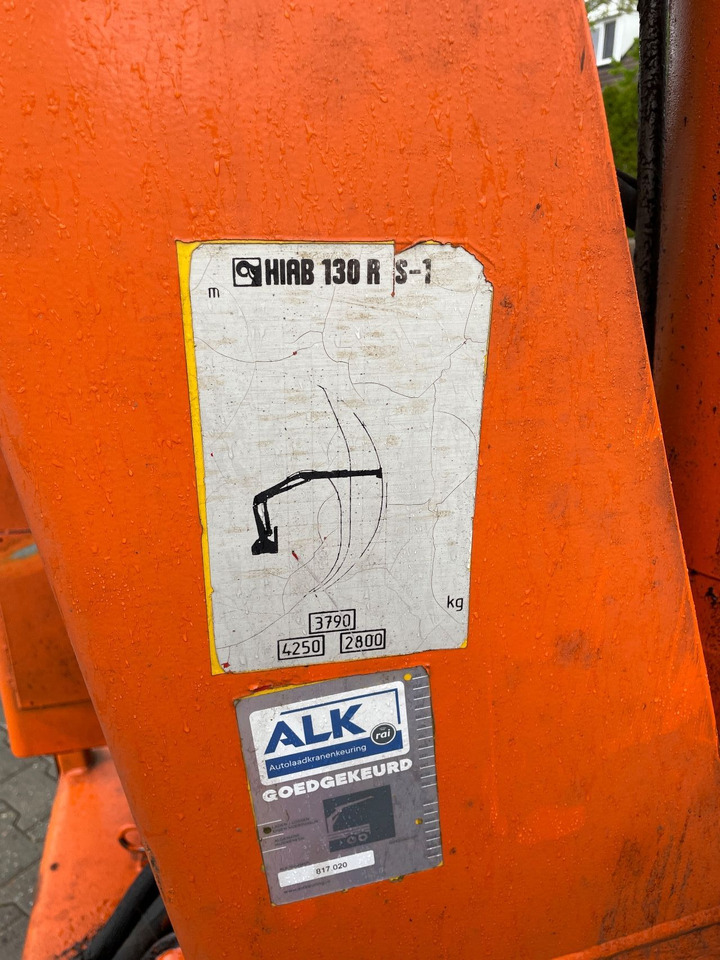 HIAB 130 R S-1
m
kg
3790
4250 2800
ALK
rai
Autolaadkranenkeuring
GOEDGEKEURD
817 020